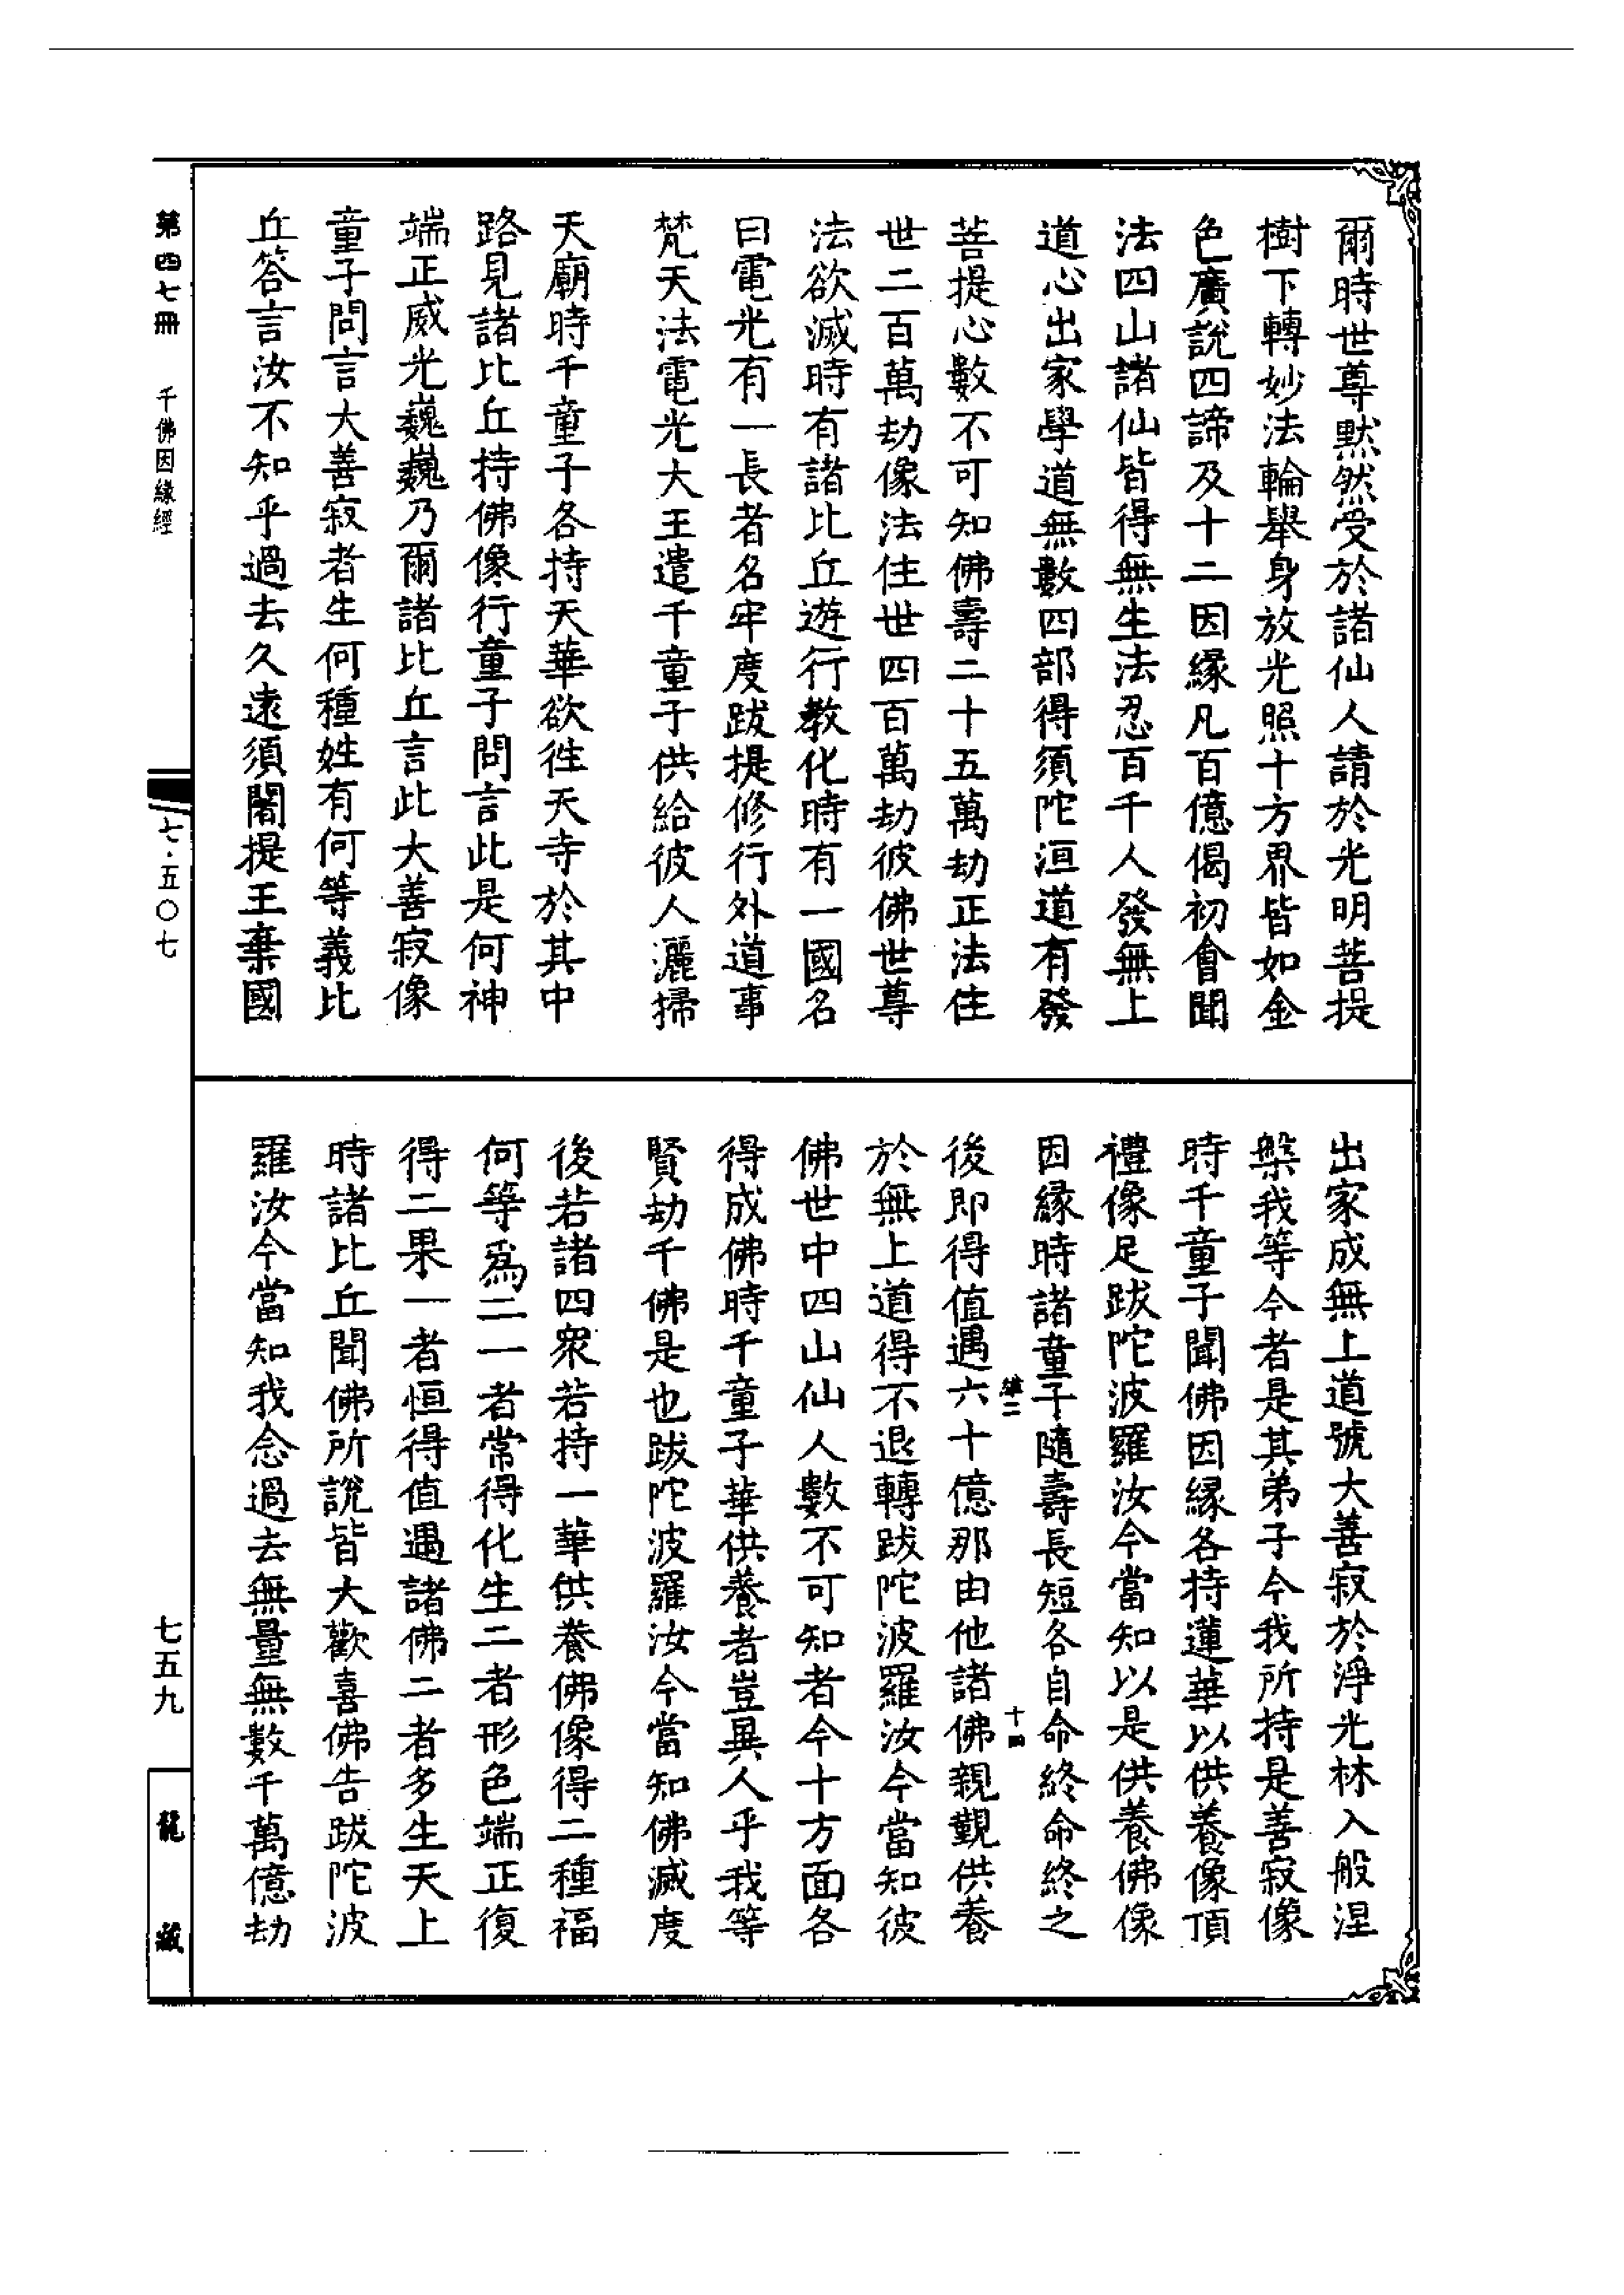 爾時世尊默然受於諸仙人請於光明菩提
樹下轉妙法輪舉身放光照十方界皆如金
色廣說四諦及十二因緣凡百億偈初會聞
法四山諸仙皆得無生法忍百千人發無上
道心出家學道無數四部得須陀洹道有發
菩提心數不可知佛壽二十五萬劫正法住
世二百萬劫像法住世四百萬劫彼佛世尊
法欲滅時有諸比丘遊行教化時有一國名
曰電光有一長者名牢度跋提修行外道事
梵天法電光大王遣千童子供給彼人灑掃
天廟時千童子各持天華欲往天寺於其中
路見諸比丘持佛像行童子問言此是何神
端正威光巍巍乃爾諸比丘言此大善寂像
童子問言大善寂者生何種姓有何等義比
丘答言汝不知乎過去久遠須闍提王棄國
出家成無上道號大善寂於淨光林入般涅
槃我等今者是其弟子今我所持是善寂像
時千童子聞佛因緣各持蓮華以供養像頂
禮像足跋陀波羅汝今當知以是供養佛像
因緣時諸童子隨壽長短各自命終命終之
雄二　十四
後即得值遇六十億那由他諸佛親覲供養
於無上道得不退轉跋陀波羅汝今當知彼
佛世中四山仙人數不可知者今十方面各
得成佛時千童子華供養者豈異人乎我等
賢劫千佛是也跋陀波羅汝今當知佛滅度
後若諸四眾若持一華供養佛像得二種福
何等為二一者常得化生二者形色端正復
得二果一者恒得值遇諸佛二者多生天上
時諸比丘聞佛所說皆大歡喜佛告跋陀波
羅汝今當知我念過去無量無數千萬億劫
第四七冊　千佛因緣經
七·五〇七
七五九
龍藏